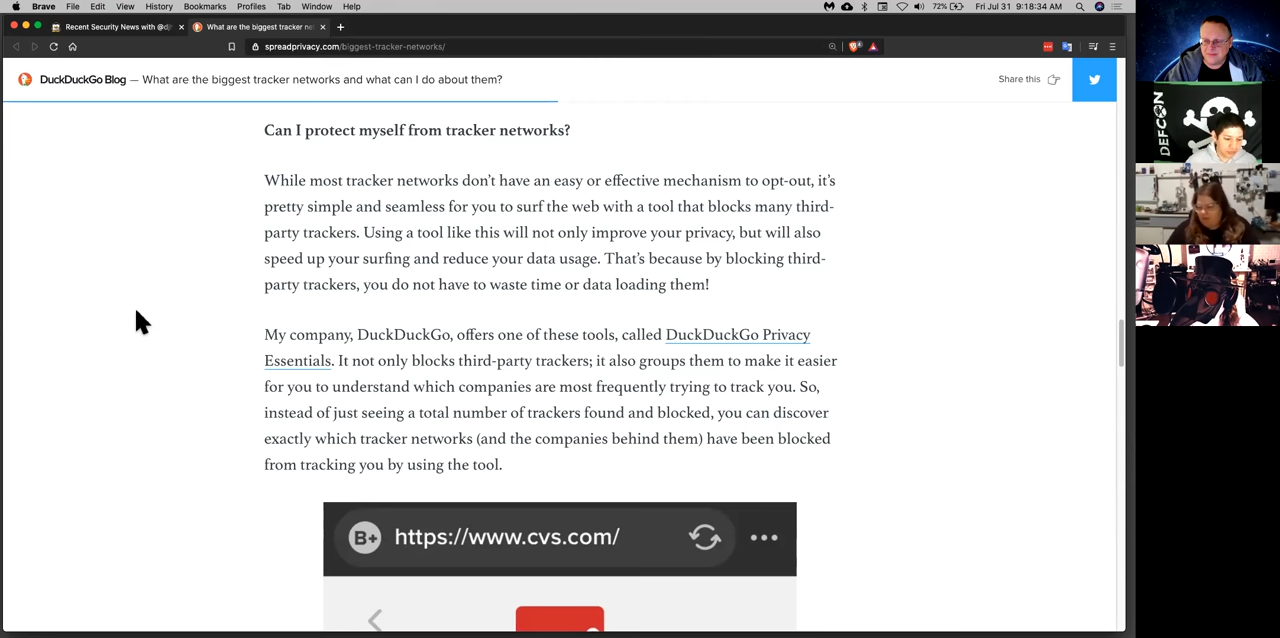 Brave File Edit View History Bookmarks Profiles Tab Window Help 72% Fri Jul 31 9:18:34 AM
Recent Security News with @dj
What are the biggest tracker net
spreadprivacy.com/biggest-tracker-networks/
DuckDuckGo Blog — What are the biggest tracker networks and what can I do about them?
Share this
Can I protect myself from tracker networks?
While most tracker networks don't have an easy or effective mechanism to opt-out, it's
pretty simple and seamless for you to surf the web with a tool that blocks many third-
party trackers. Using a tool like this will not only improve your privacy, but will also
speed up your surfing and reduce your data usage. That's because by blocking third-
party trackers, you do not have to waste time or data loading them!
My company, DuckDuckGo, offers one of these tools, called DuckDuckGo Privacy
Essentials. It not only blocks third-party trackers; it also groups them to make it easier
for you to understand which companies are most frequently trying to track you. So,
instead of just seeing a total number of trackers found and blocked, you can discover
exactly which tracker networks (and the companies behind them) have been blocked
from tracking you by using the tool.
B+ https://www.cvs.com/
DEFCON